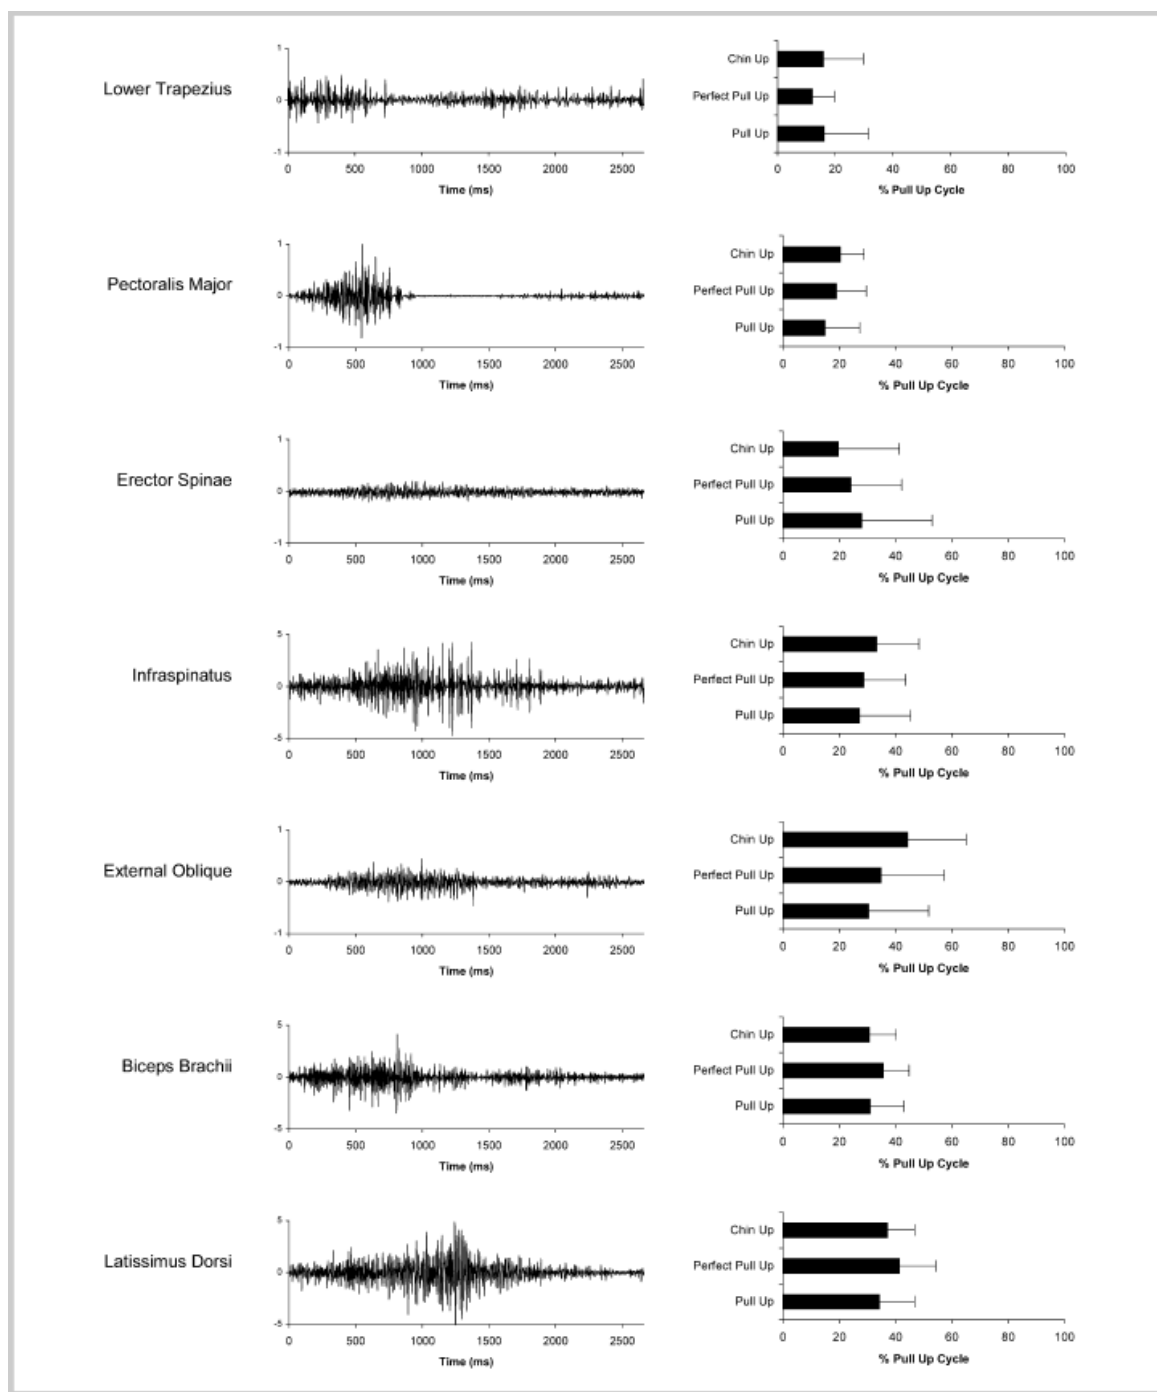 Lower Trapezius
1
0
-1
0 500 1000 1500 2000 2500
Time (ms)
Chin Up
Perfect Pull Up
Pull Up
0 20 40 60 80 100
% Pull Up Cycle
Pectoralis Major
1
0
-1
0 500 1000 1500 2000 2500
Time (ms)
Chin Up
Perfect Pull Up
Pull Up
0 20 40 60 80 100
% Pull Up Cycle
Erector Spinae
1
0
-1
0 500 1000 1500 2000 2500
Time (ms)
Chin Up
Perfect Pull Up
Pull Up
0 20 40 60 80 100
% Pull Up Cycle
Infraspinatus
5
0
-5
0 500 1000 1500 2000 2500
Time (ms)
Chin Up
Perfect Pull Up
Pull Up
0 20 40 60 80 100
% Pull Up Cycle
External Oblique
1
0
-1
0 500 1000 1500 2000 2500
Time (ms)
Chin Up
Perfect Pull Up
Pull Up
0 20 40 60 80 100
% Pull Up Cycle
Biceps Brachii
5
0
-5
0 500 1000 1500 2000 2500
Time (ms)
Chin Up
Perfect Pull Up
Pull Up
0 20 40 60 80 100
% Pull Up Cycle
Latissimus Dorsi
5
0
-5
0 500 1000 1500 2000 2500
Time (ms)
Chin Up
Perfect Pull Up
Pull Up
0 20 40 60 80 100
% Pull Up Cycle